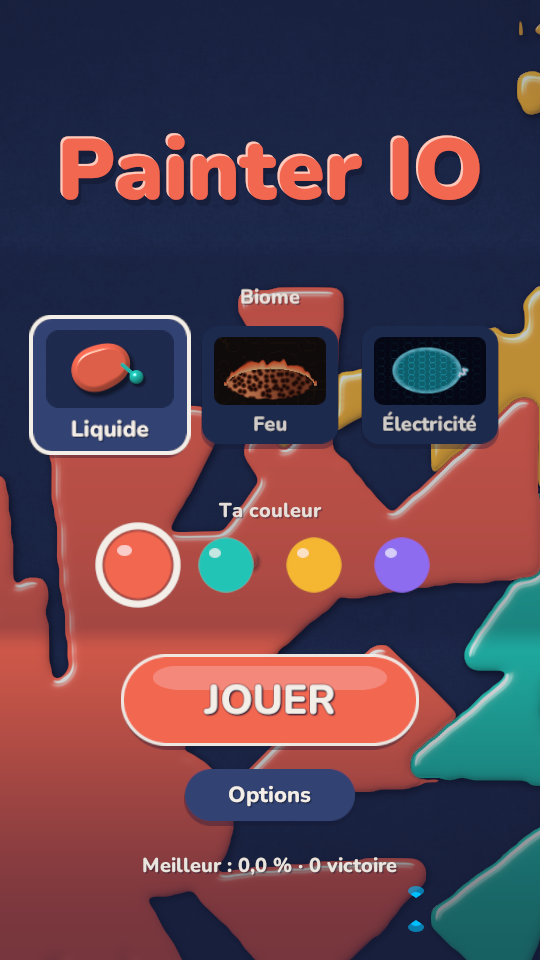 Painter IO
Biome
Liquide
Feu
Électricité
Ta couleur
JOUER
Options
Meilleur : 0,0 % · 0 victoire